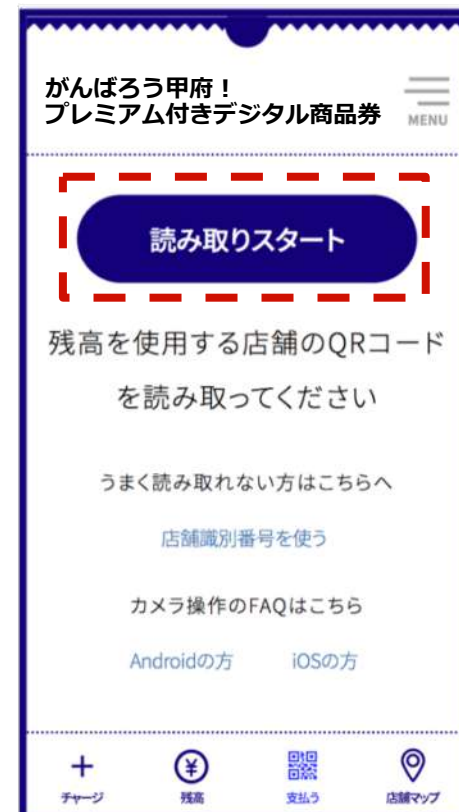 がんばろう甲府！
プレミアム付きデジタル商品券
MENU
読み取りスタート
残高を使用する店舗のQRコード
を読み取ってください
うまく読み取れない方はこちらへ
店舗識別番号を使う
カメラ操作のFAQはこちら
Androidの方 iOSの方
チャージ 残高 支払う 店舗マップ